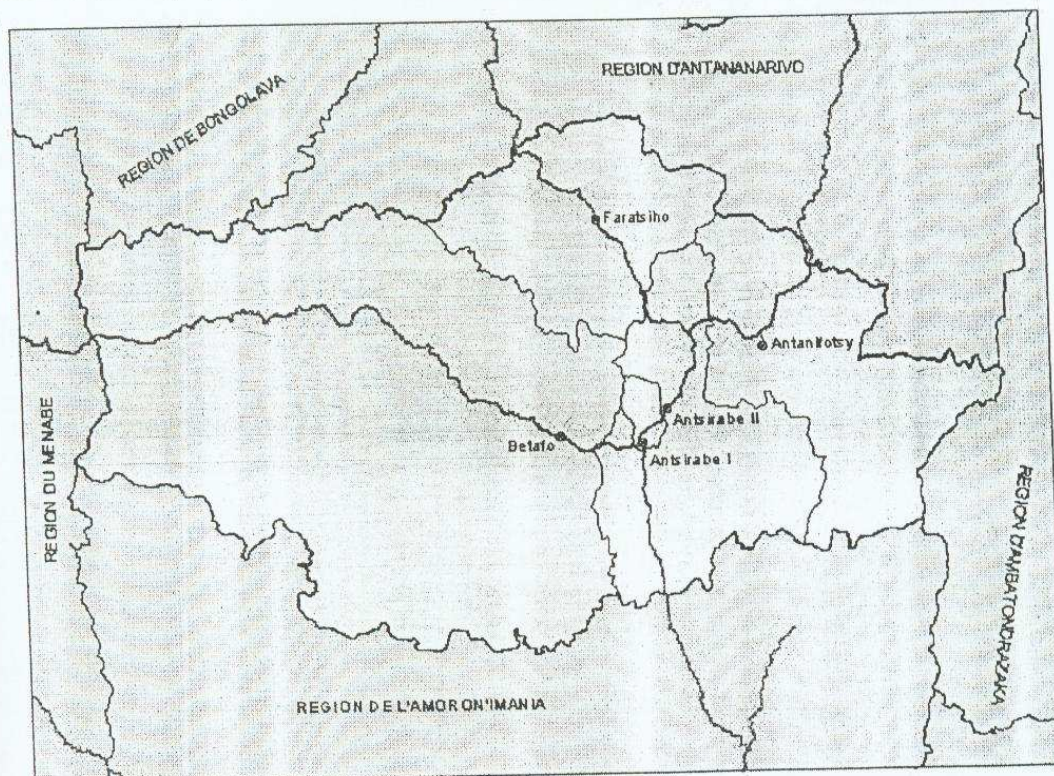 REGION D'ANTANANARIVO
REGION DE BONGOLAVA
Faratsiho
Antanifotsy
Antsirabe II
Betafo
Antsirabe I
REGION DU MENABE
REGION D'AMBATONDRAZAKA
REGION DE L'AMORON'IMANIA